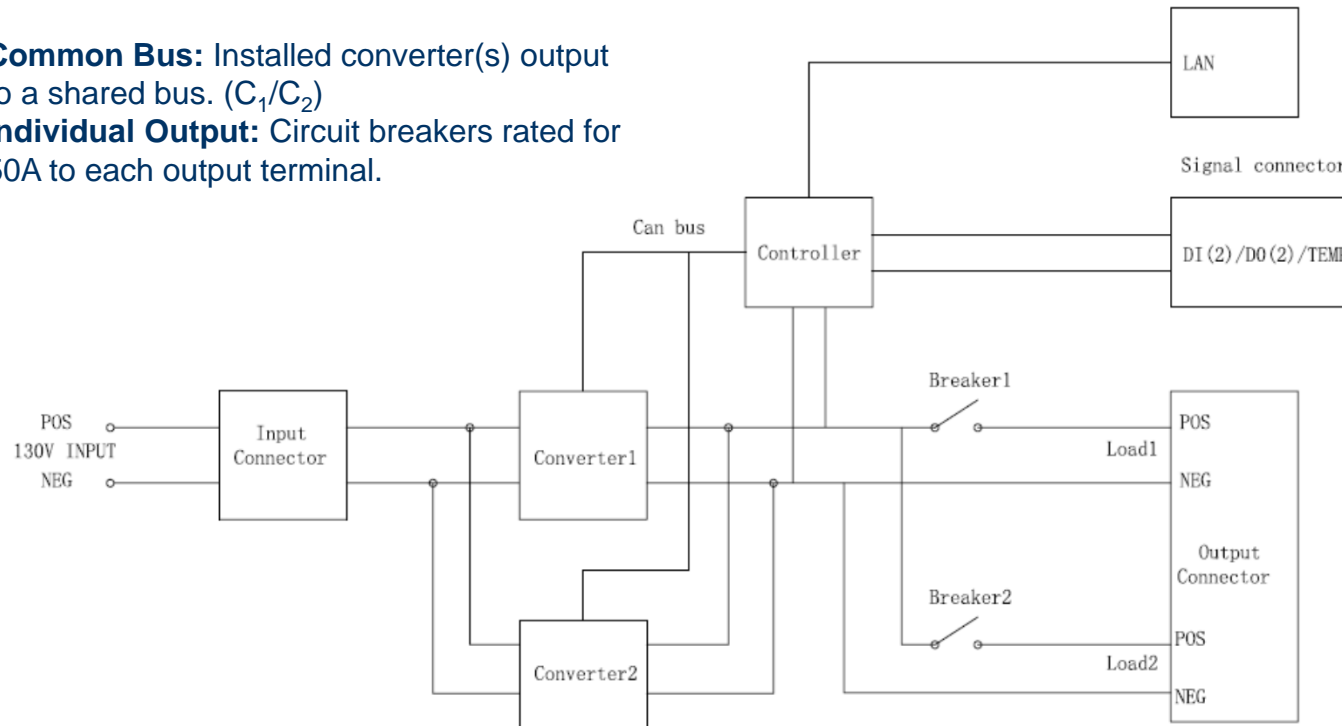 Common Bus: Installed converter(s) output
o a shared bus. (C₁/C₂)
ndividual Output: Circuit breakers rated for
50A to each output terminal.
LAN
Signal connector
Can bus
Controller
DI(2)/DO(2)/TEMP
Breaker1
POS
130V INPUT
NEG
Input
Connector
Converter1
POS
Load1
NEG
Output
Connector
Breaker2
Converter2
POS
Load2
NEG